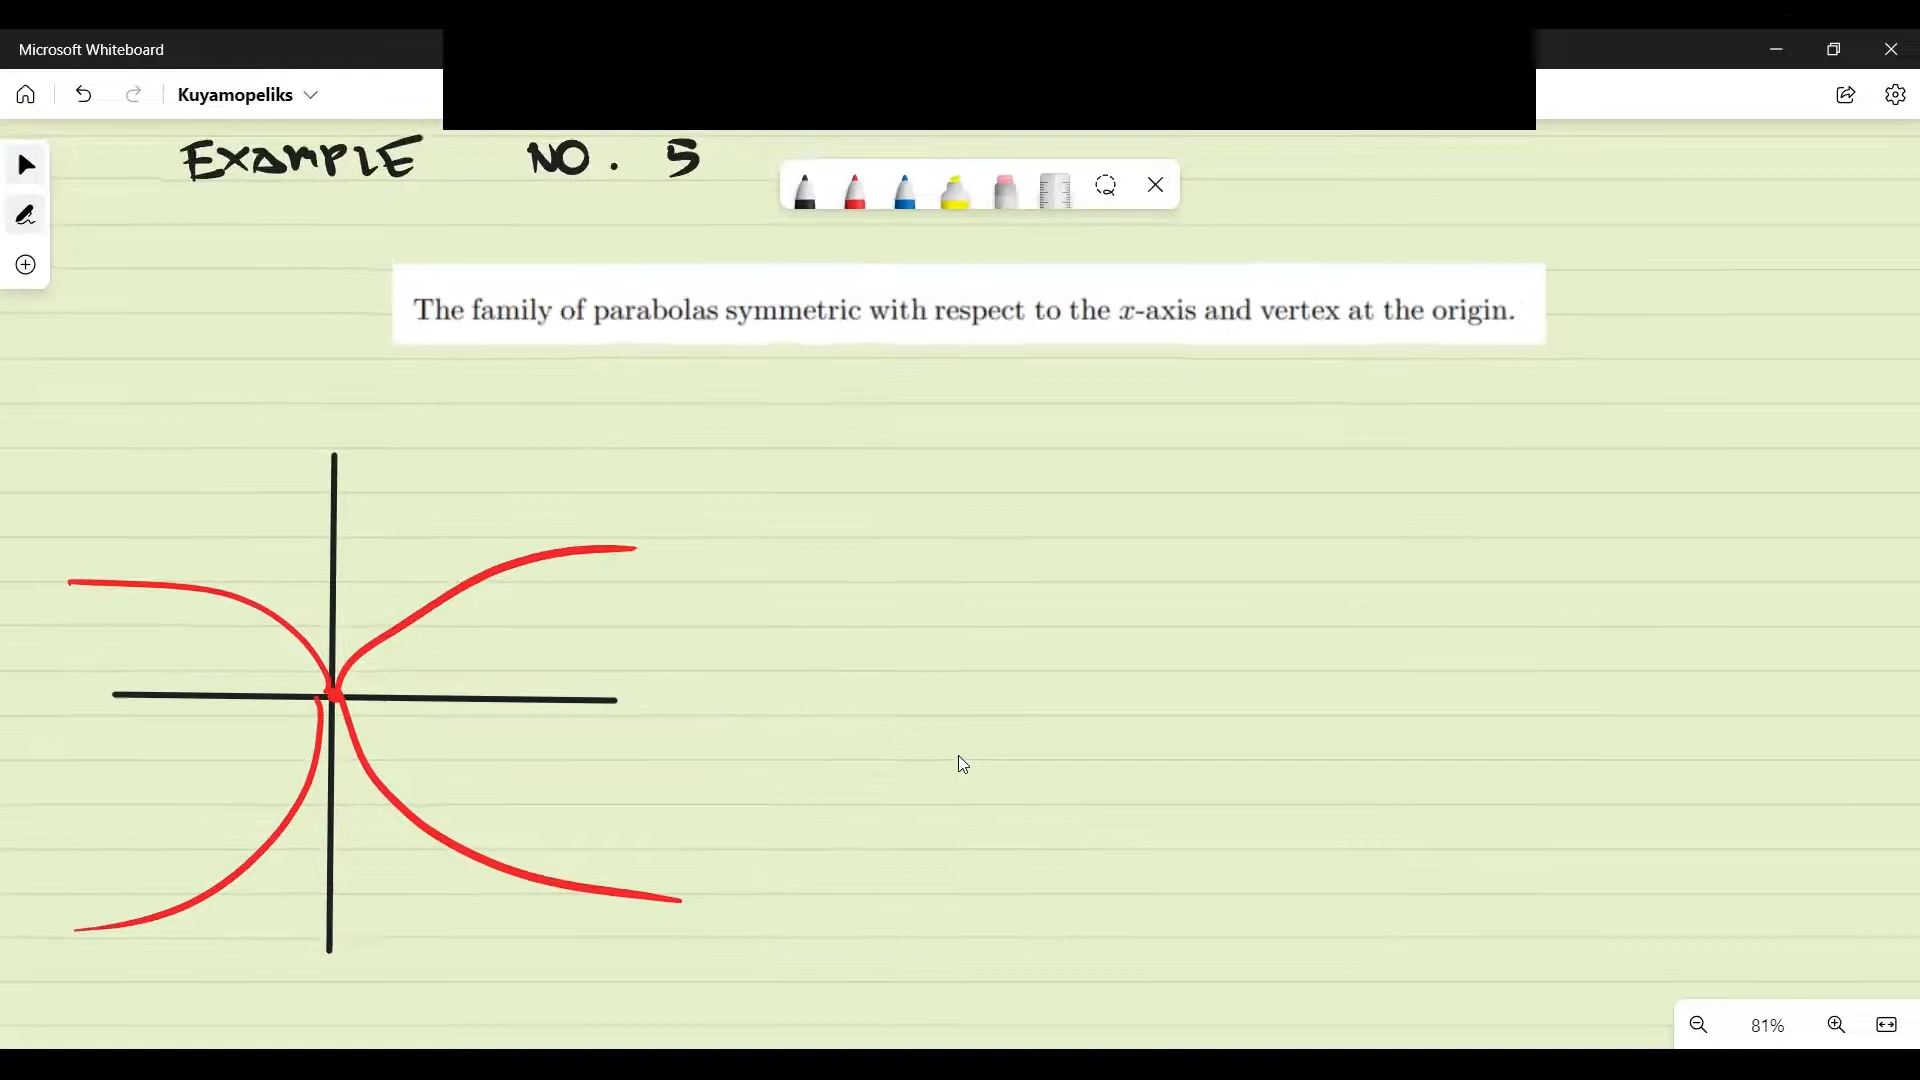 Microsoft Whiteboard
Kuyamopeliks
EXAMPLE NO. 5
The family of parabolas symmetric with respect to the x-axis and vertex at the origin.
81%